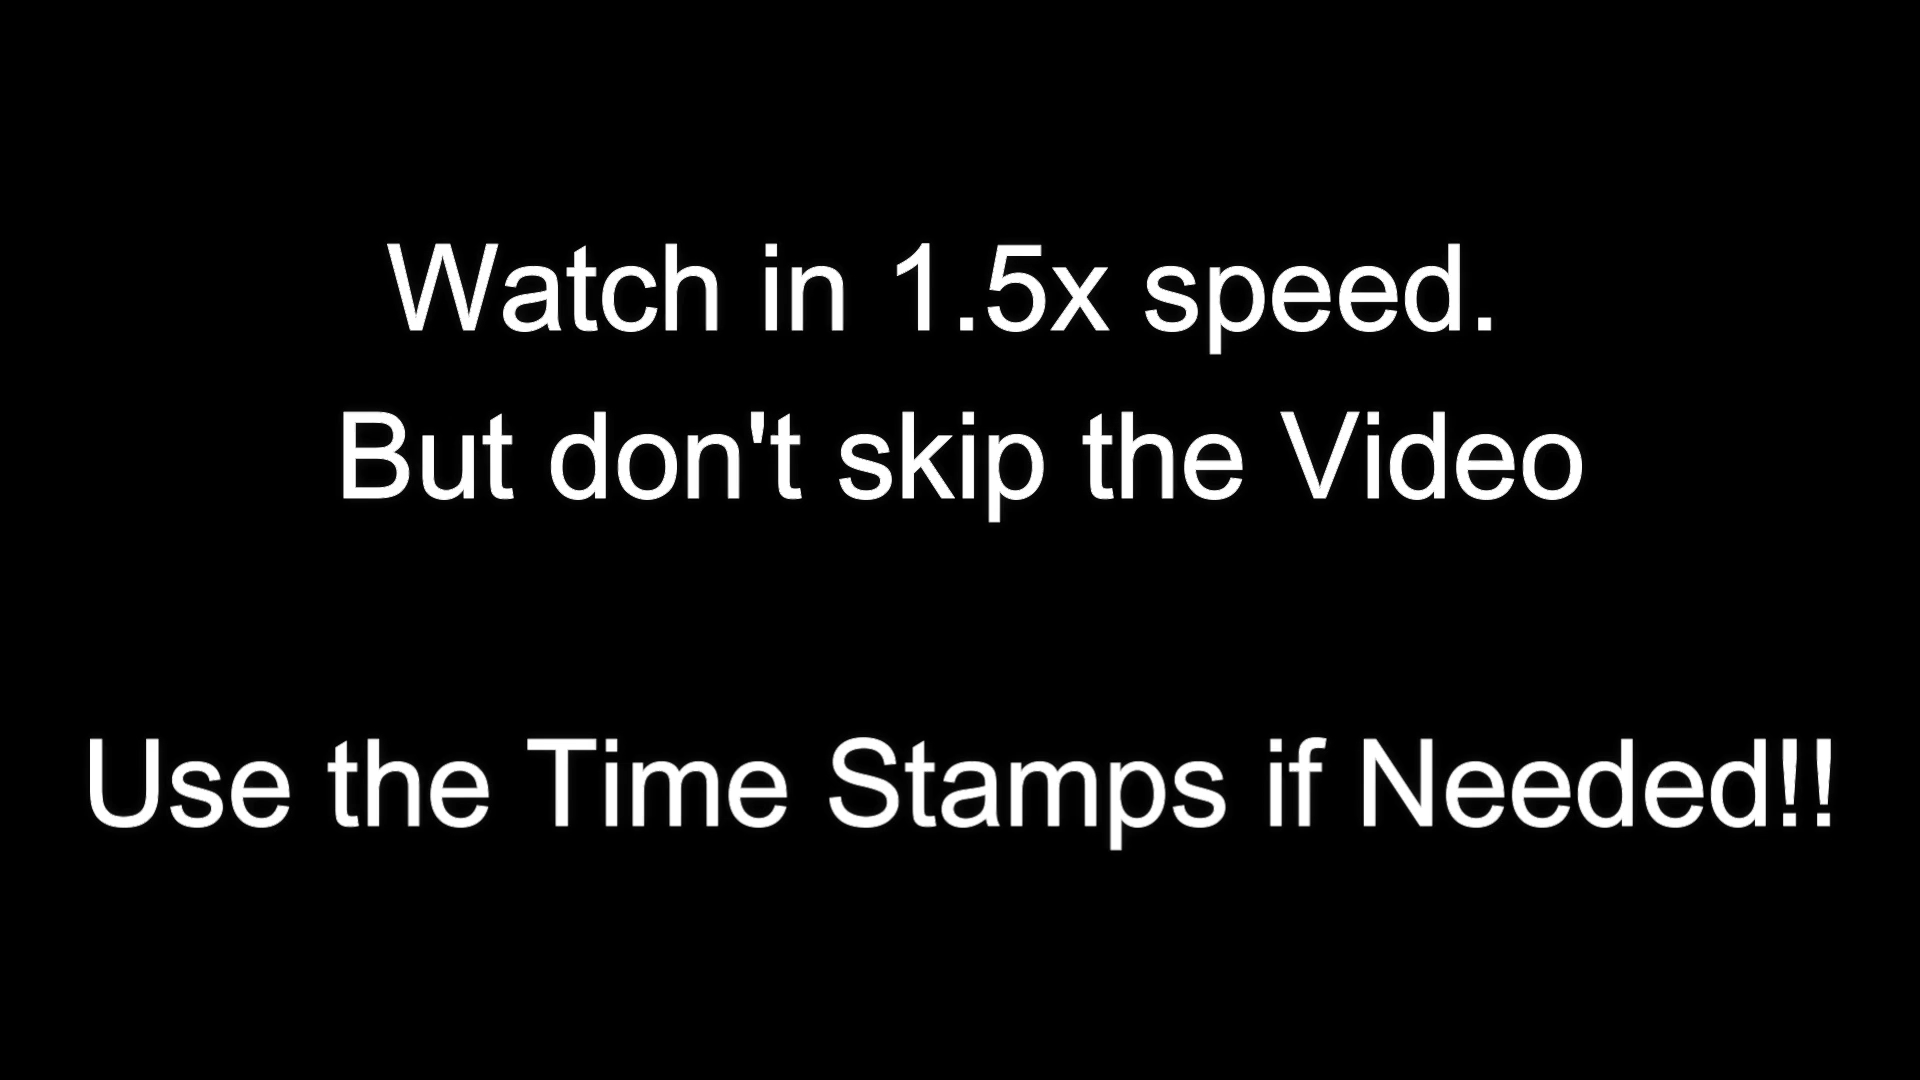 Watch in 1.5x speed.
But don't skip the Video
Use the Time Stamps if Needed!!